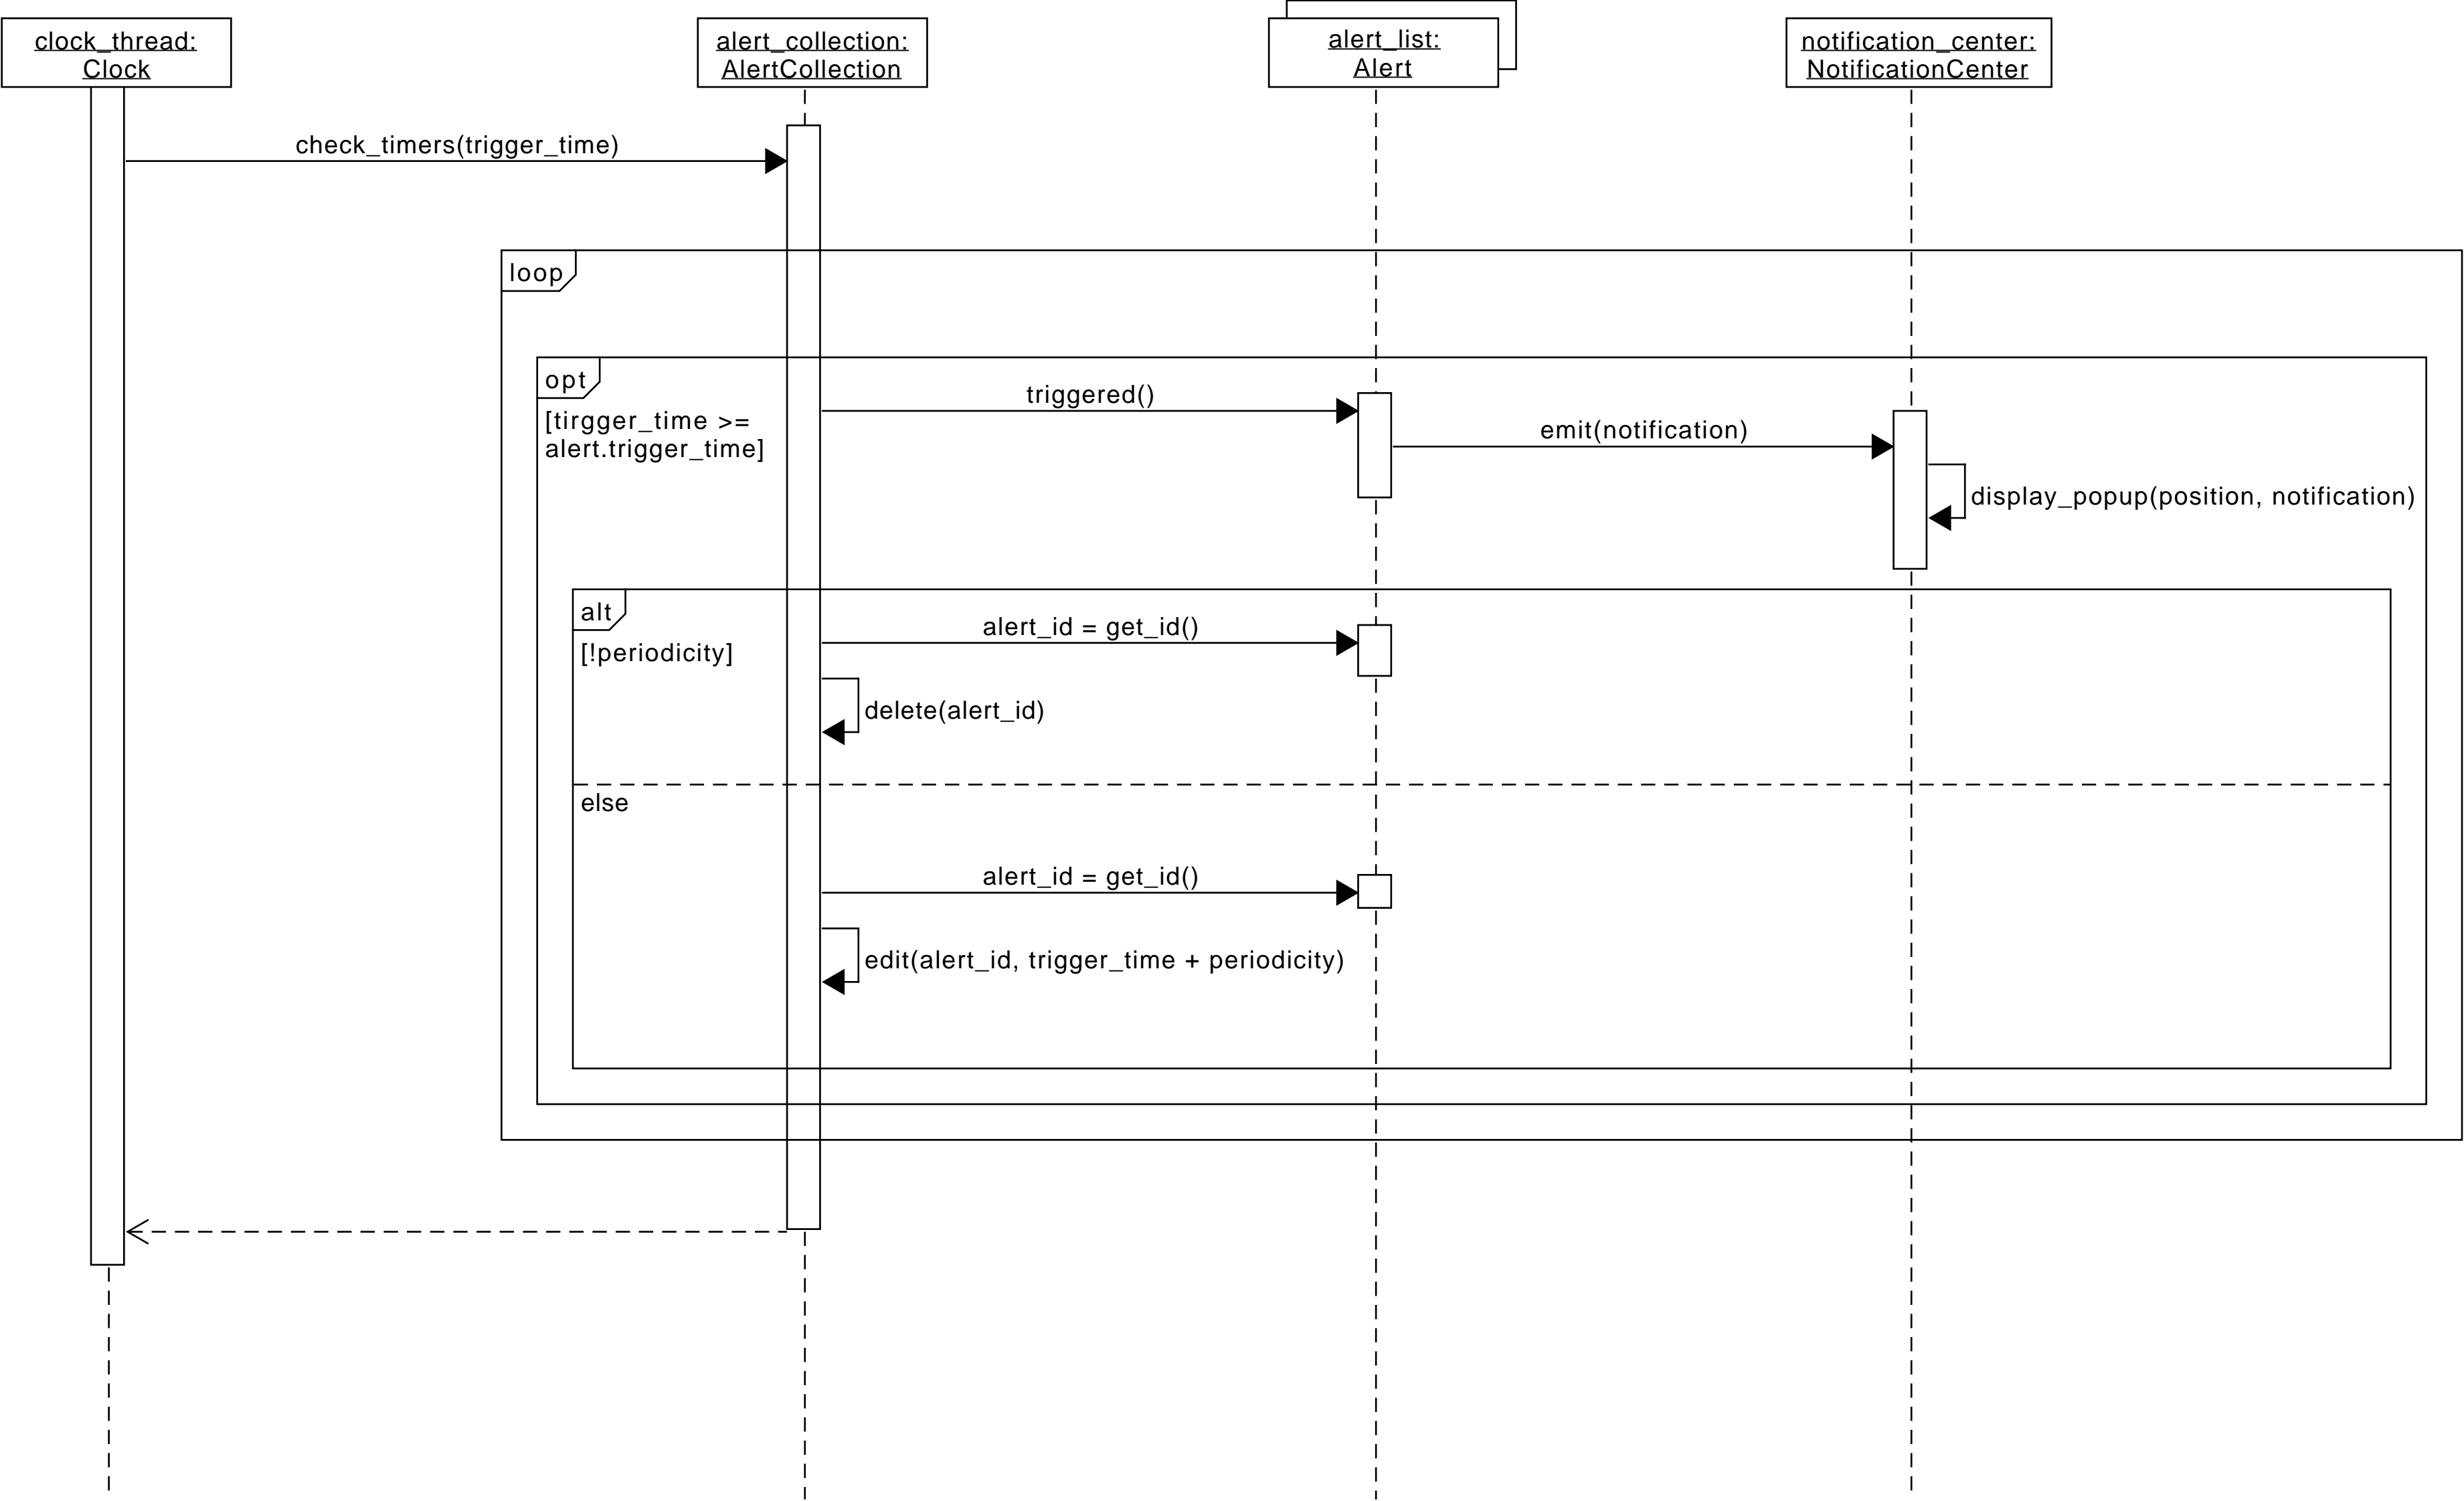 clock_thread:
Clock
alert_collection:
AlertCollection
alert_list:
Alert
notification_center:
NotificationCenter
check_timers(trigger_time)
loop
opt
[tirgger_time >=
alert.trigger_time]
triggered()
emit(notification)
display_popup(position, notification)
alt
[!periodicity]
alert_id = get_id()
delete(alert_id)
else
alert_id = get_id()
edit(alert_id, trigger_time + periodicity)